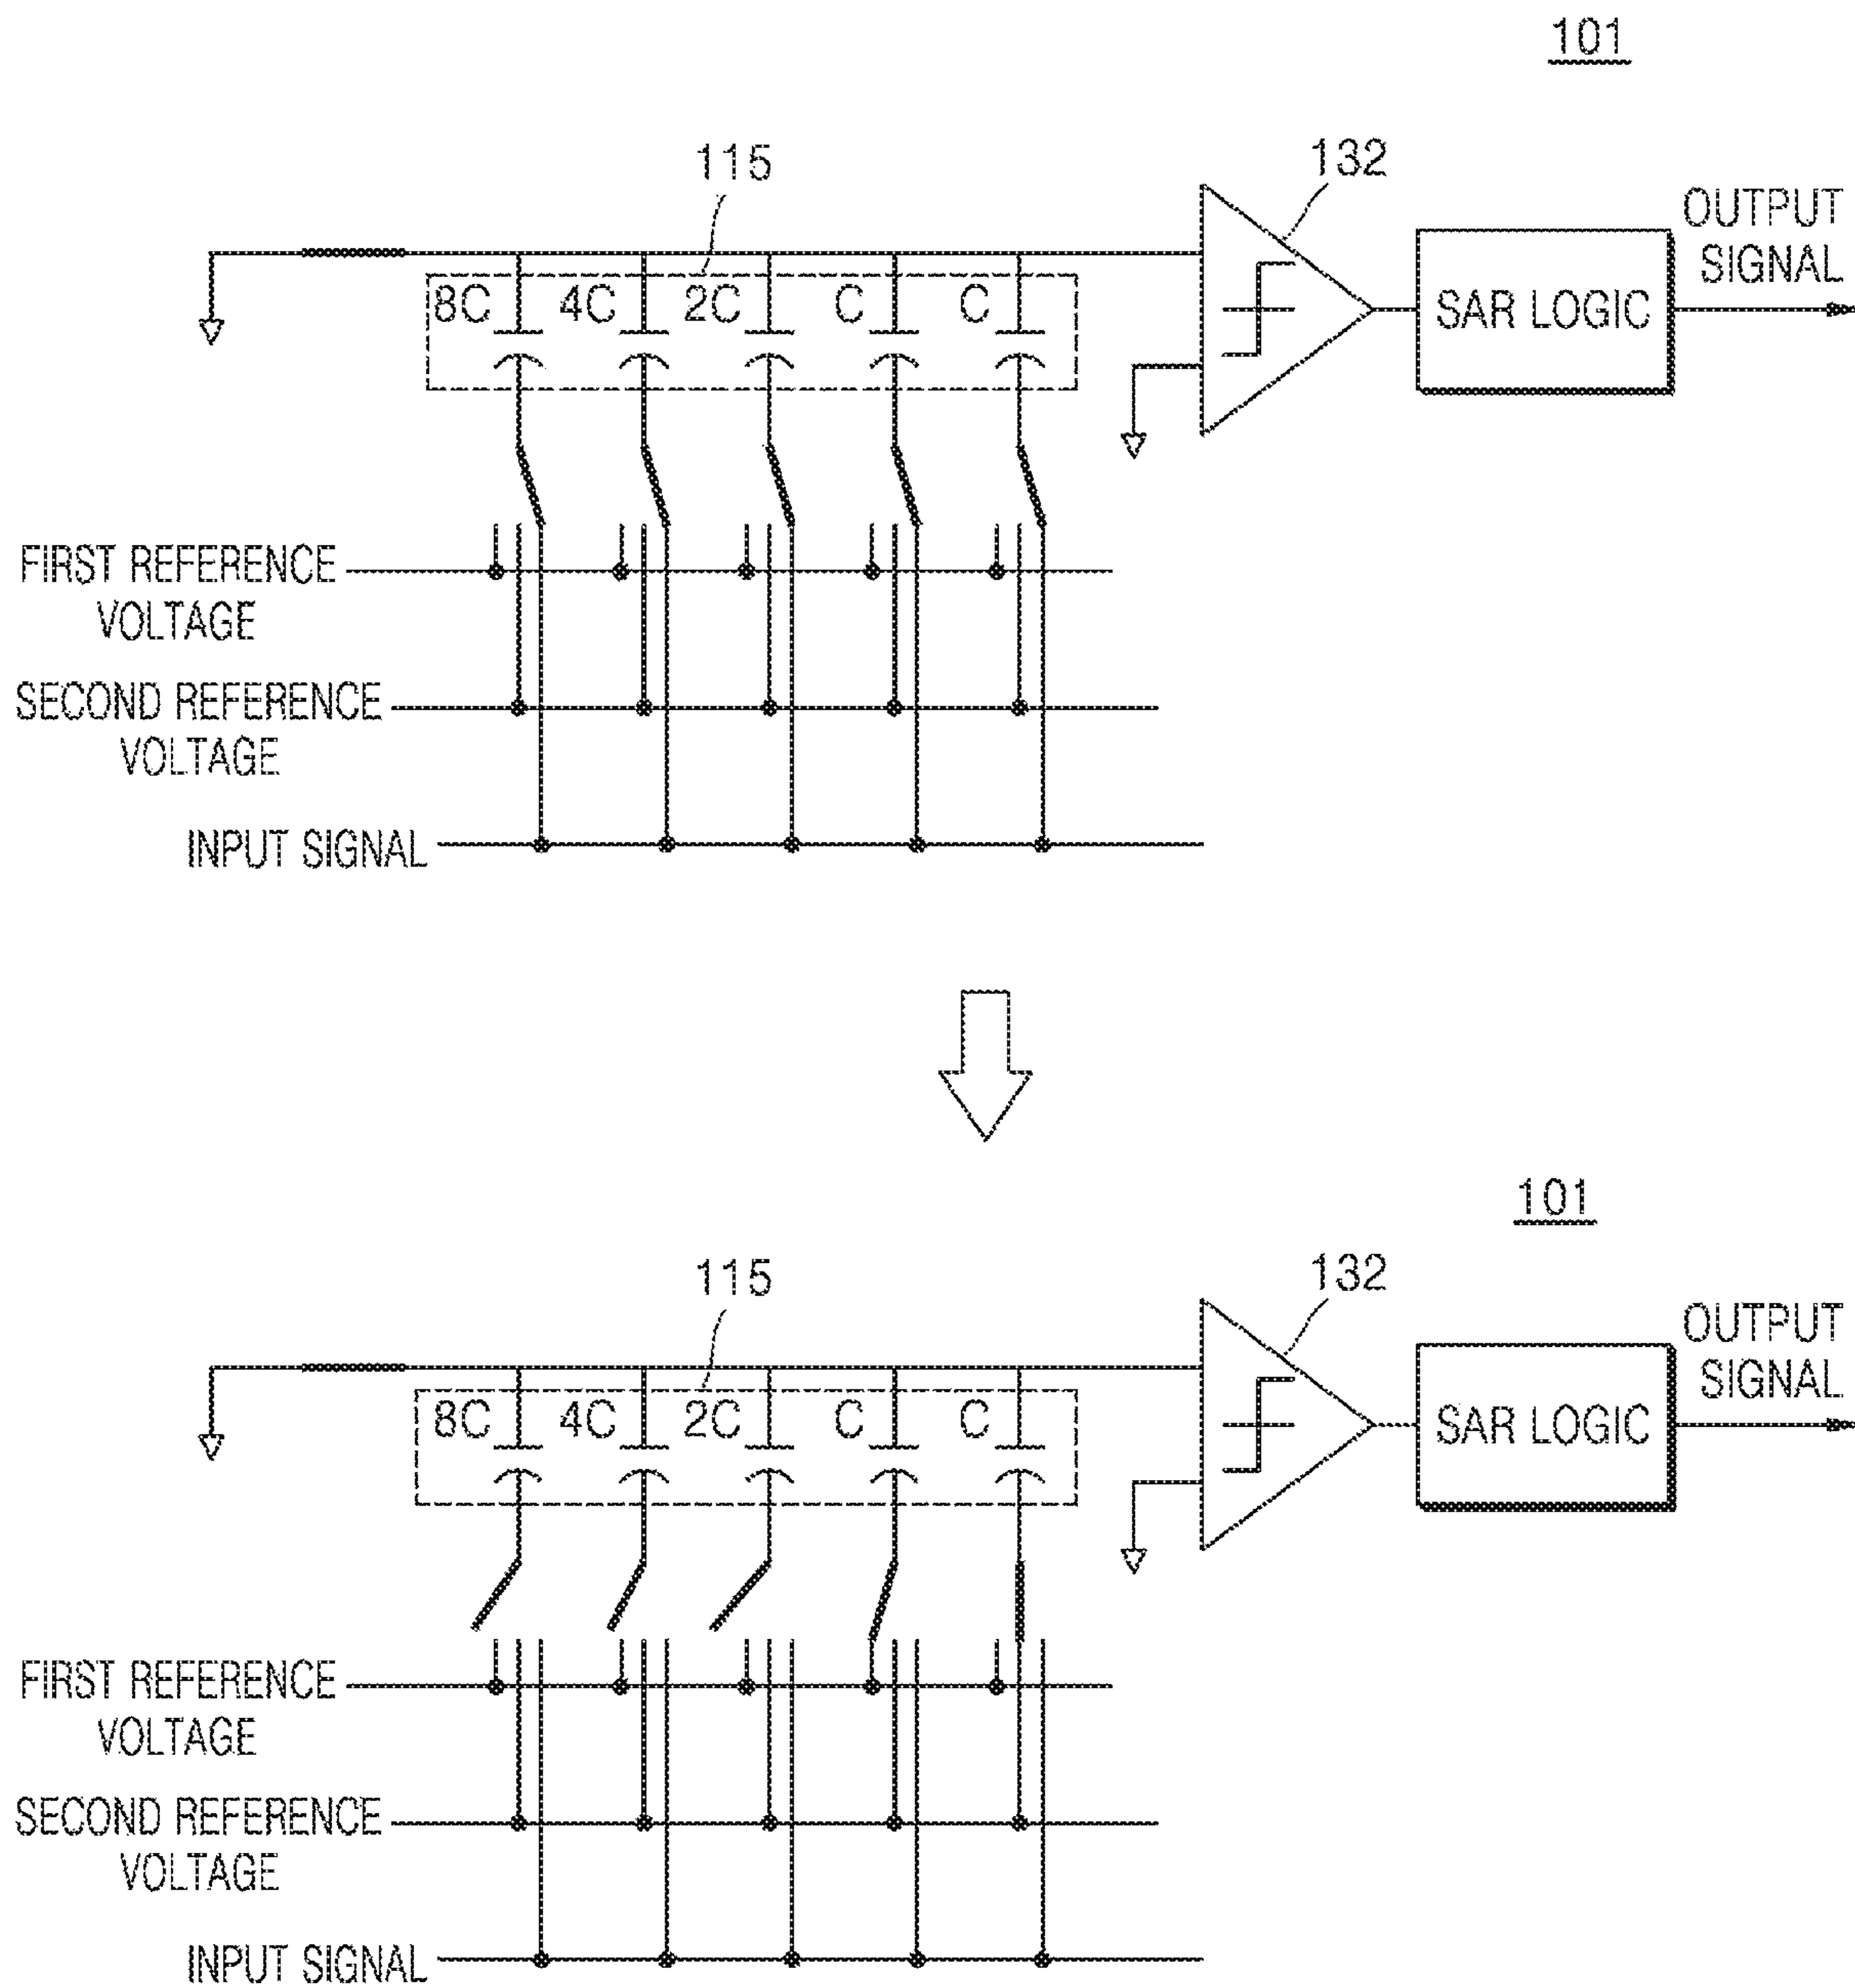 101
115
132
OUTPUT
SIGNAL
8C 4C 2C C C
SAR LOGIC
FIRST REFERENCE
VOLTAGE
SECOND REFERENCE
VOLTAGE
INPUT SIGNAL
101
115
132
OUTPUT
SIGNAL
8C 4C 2C C C
SAR LOGIC
FIRST REFERENCE
VOLTAGE
SECOND REFERENCE
VOLTAGE
INPUT SIGNAL